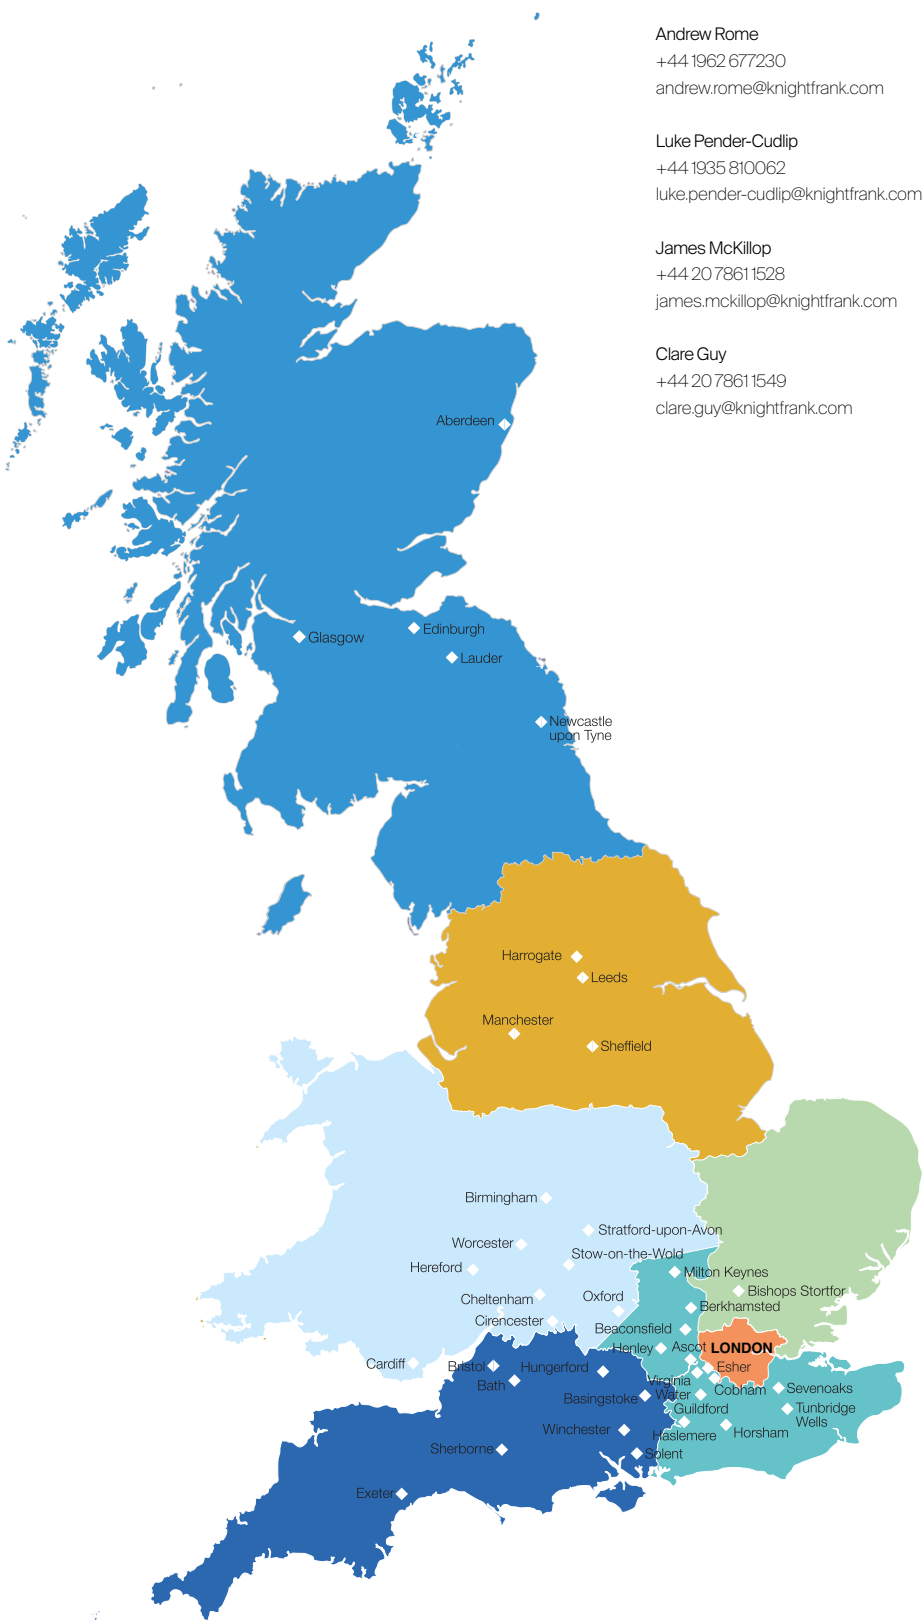 Andrew Rome
+44 1962 677230
andrew.rome@knightfrank.com
Luke Pender-Cudlip
+44 1935 810062
luke.pender-cudlip@knightfrank.com
James McKillop
+44 20 7861 1528
james.mckillop@knightfrank.com
Clare Guy
+44 20 7861 1549
clare.guy@knightfrank.com
Aberdeen
Edinburgh
Glasgow
Lauder
Newcastle
upon Tyne
Harrogate
Leeds
Manchester
Sheffield
Birmingham
Stratford-upon-Avon
Worcester
Stow-on-the-Wold
Hereford
Milton Keynes
Bishops Stortfor
Cheltenham
Oxford
Berkhamsted
Cirencester
Beaconsfield
Henley
Ascot
LONDON
Cardiff
Bristol
Hungerford
Esher
Bath
Virginia
Water
Cobham
Sevenoaks
Basingstoke
Guildford
Tunbridge
Wells
Winchester
Haslemere
Horsham
Sherborne
Solent
Exeter